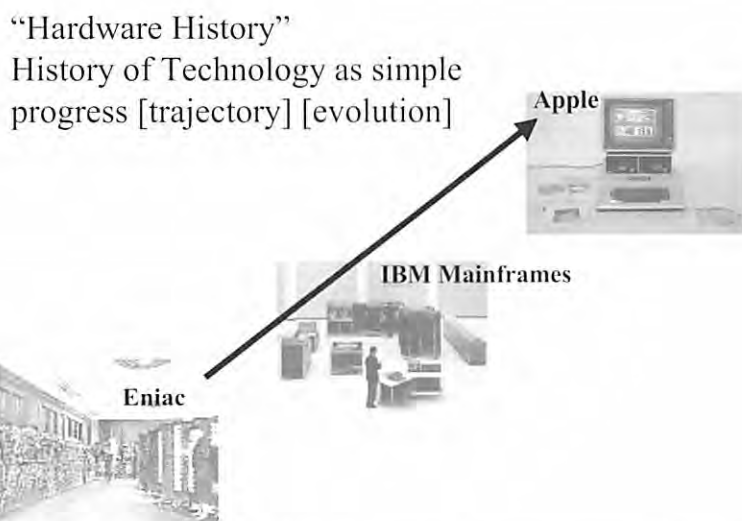 “Hardware History”
History of Technology as simple
progress [trajectory] [evolution]
Apple
IBM Mainframes
Eniac